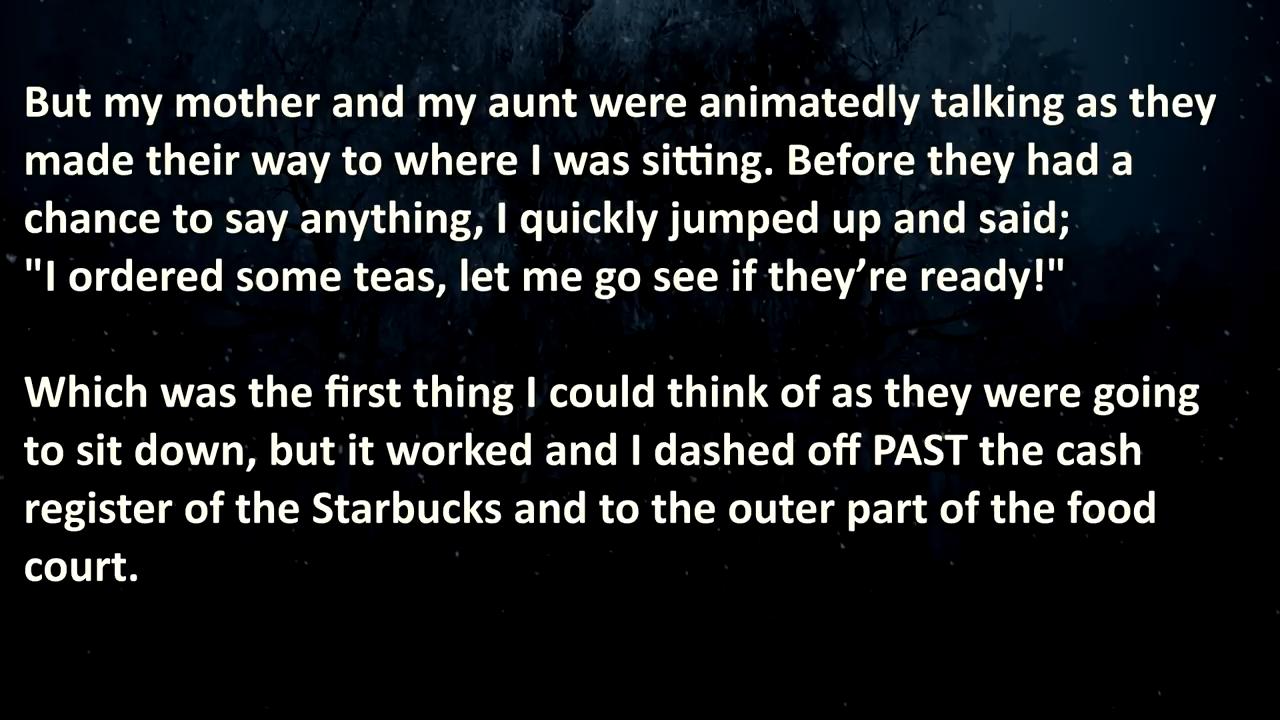 But my mother and my aunt were animatedly talking as they
made their way to where I was sitting. Before they had a
chance to say anything, I quickly jumped up and said;
"I ordered some teas, let me go see if they’re ready!"
Which was the first thing I could think of as they were going
to sit down, but it worked and I dashed off PAST the cash
register of the Starbucks and to the outer part of the food
court.